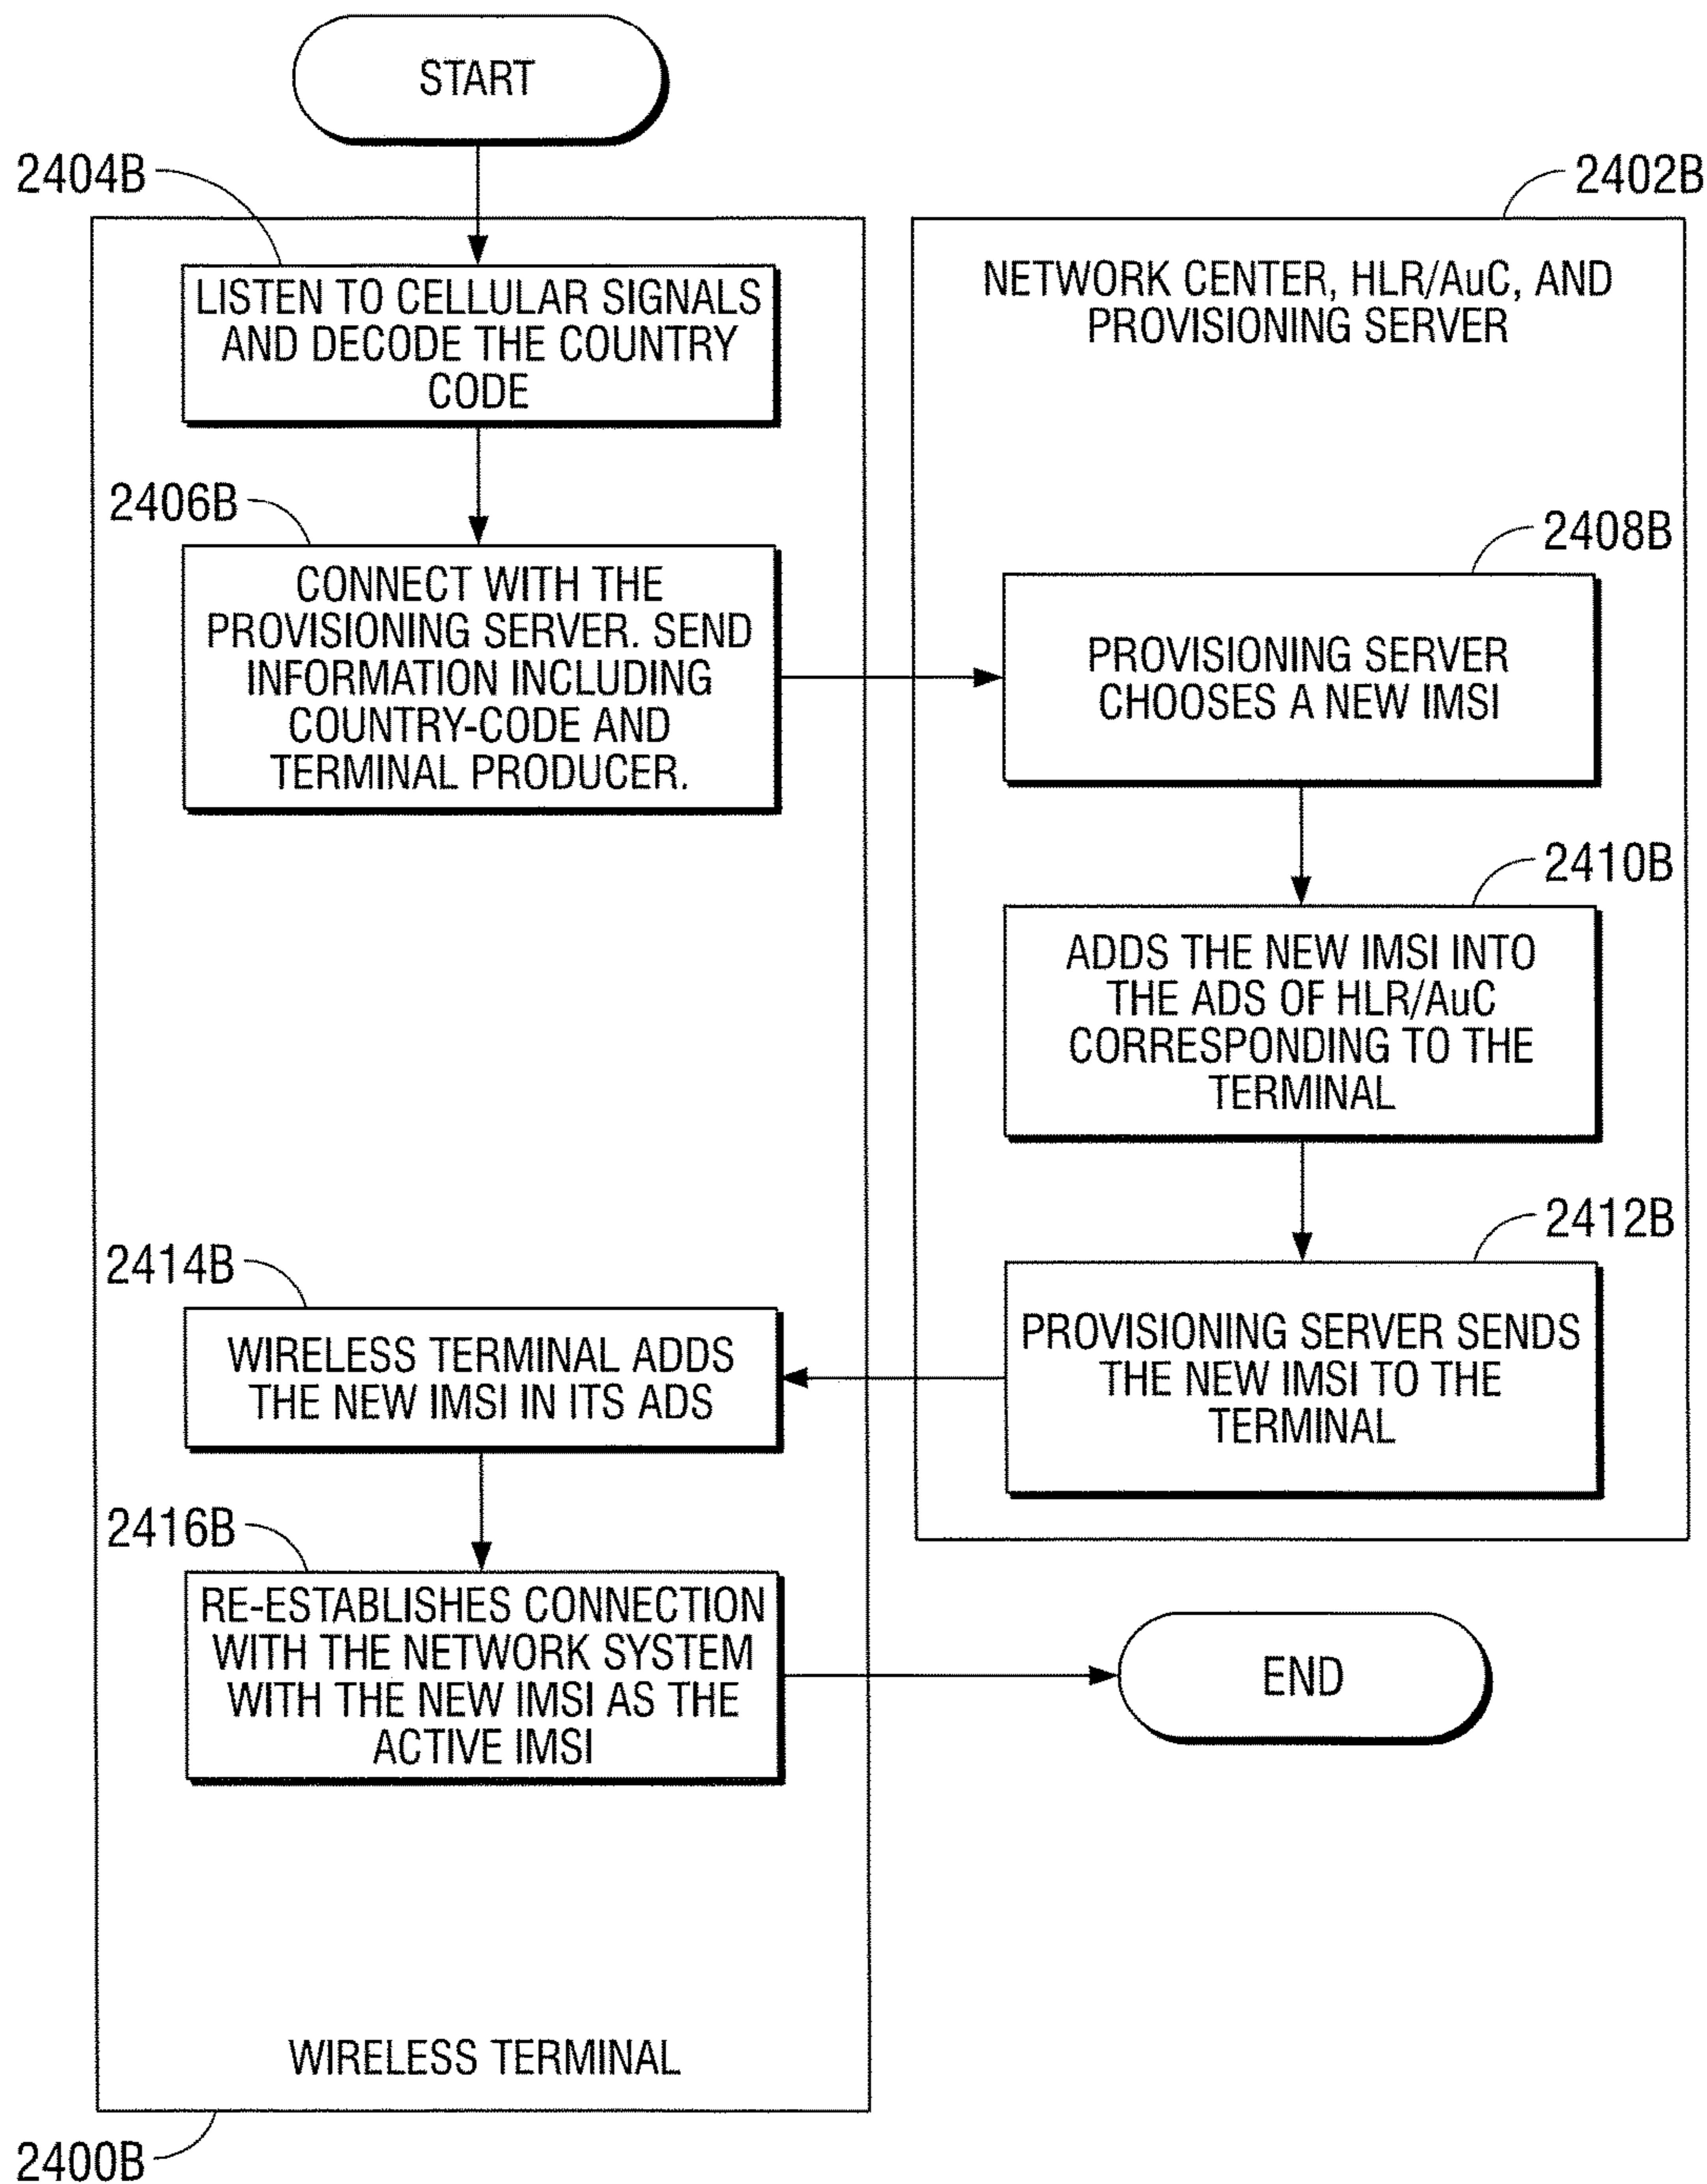 START
2404B
2402B
LISTEN TO CELLULAR SIGNALS
AND DECODE THE COUNTRY
CODE
NETWORK CENTER, HLR/AuC, AND
PROVISIONING SERVER
2406B
CONNECT WITH THE
PROVISIONING SERVER. SEND
INFORMATION INCLUDING
COUNTRY-CODE AND
TERMINAL PRODUCER.
2408B
PROVISIONING SERVER
CHOOSES A NEW IMSI
2410B
ADDS THE NEW IMSI INTO
THE ADS OF HLR/AuC
CORRESPONDING TO THE
TERMINAL
2412B
PROVISIONING SERVER SENDS
THE NEW IMSI TO THE
TERMINAL
2414B
WIRELESS TERMINAL ADDS
THE NEW IMSI IN ITS ADS
2416B
RE-ESTABLISHES CONNECTION
WITH THE NETWORK SYSTEM
WITH THE NEW IMSI AS THE
ACTIVE IMSI
END
WIRELESS TERMINAL
2400B